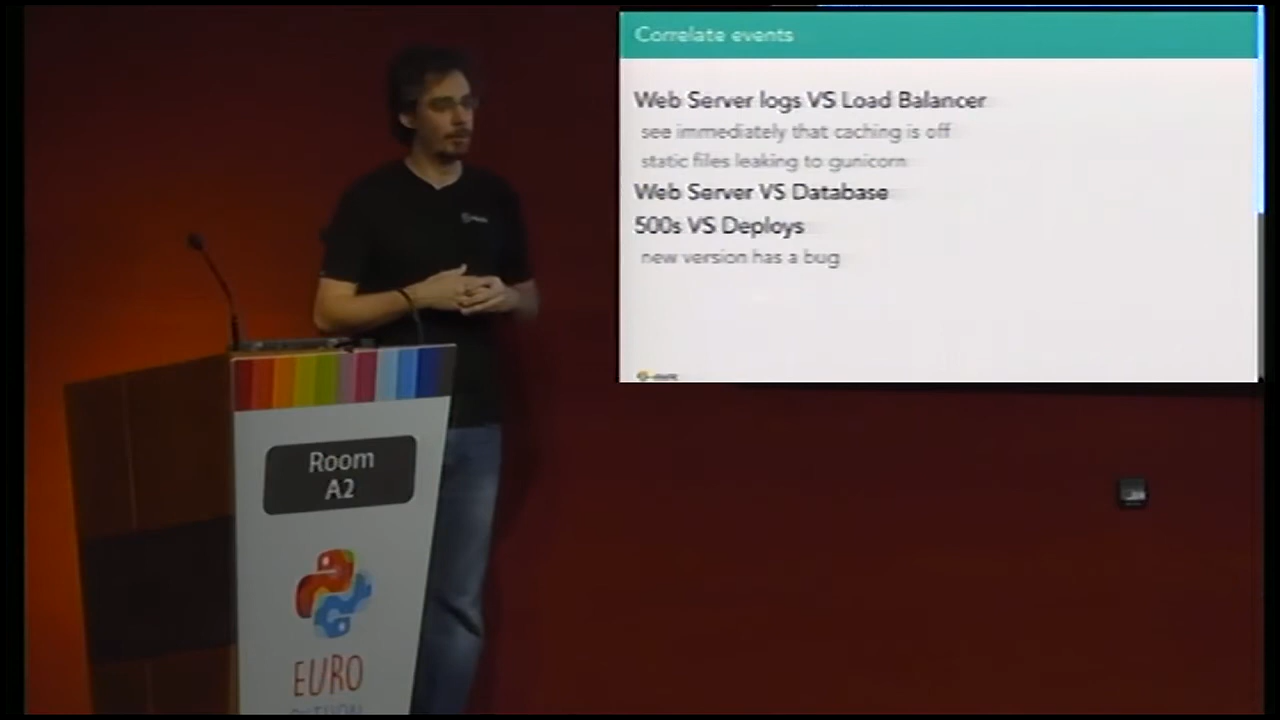 Correlate events
Web Server logs VS Load Balancer
see immediately that caching is off
static files leaking to gunicorn
Web Server VS Database
500s VS Deploys
new version has a bug
Room
A2
EURO